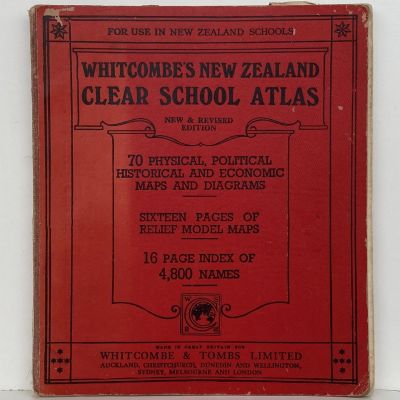 FOR USE IN NEW ZEALAND SCHOOLS
WHITCOMBE'S NEW ZEALAND
CLEAR SCHOOL ATLAS
NEW & REVISED
EDITION
70 PHYSICAL, POLITICAL
HISTORICAL AND ECONOMIC
MAPS AND DIAGRAMS
SIXTEEN PAGES OF
RELIEF MODEL MAPS
16 PAGE INDEX OF
4,800 NAMES
MADE IN GREAT BRITAIN FOR
WHITCOMBE & TOMBS LIMITED
AUCKLAND, CHRISTCHURCH, DUNEDIN AND WELLINGTON,
SYDNEY, MELBOURNE AND LONDON